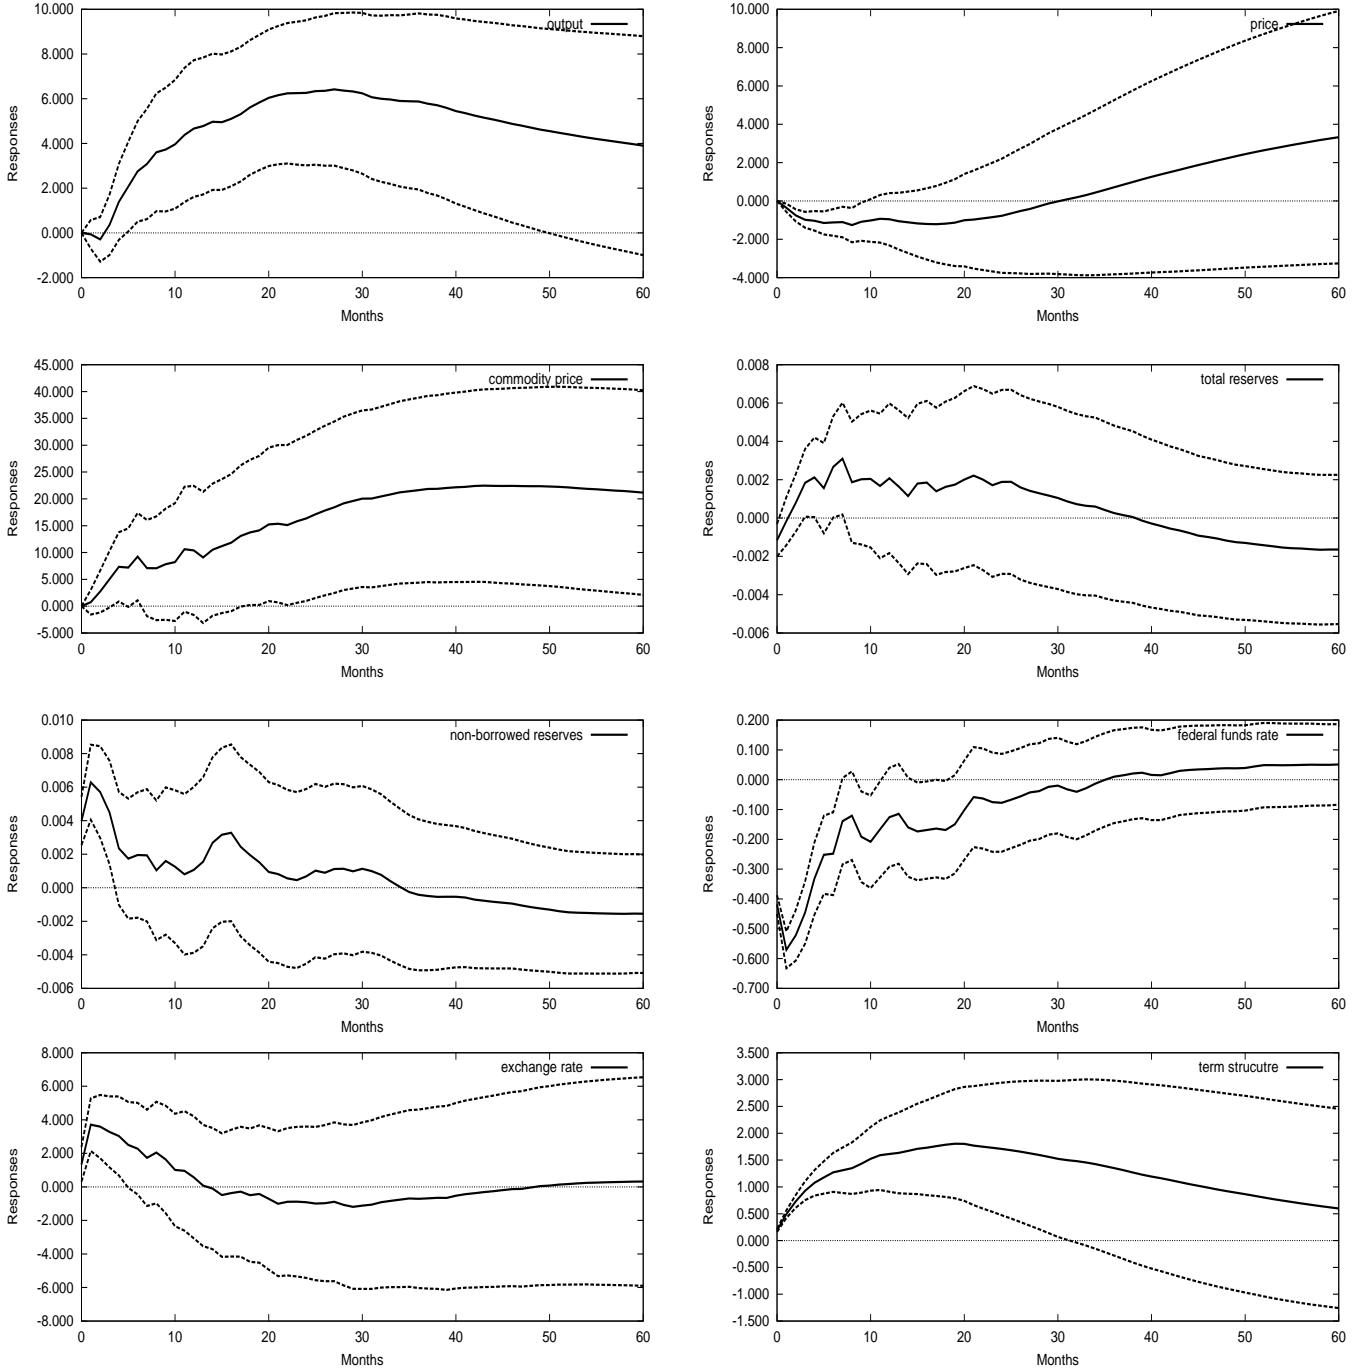 10.000
8.000
6.000
4.000
2.000
0.000
-2.000
Responses
output
0 10 20 30 40 50 60
Months
10.000
8.000
6.000
4.000
2.000
0.000
-2.000
-4.000
Responses
price
0 10 20 30 40 50 60
Months
45.000
40.000
35.000
30.000
25.000
20.000
15.000
10.000
5.000
0.000
-5.000
Responses
commodity price
0 10 20 30 40 50 60
Months
0.008
0.006
0.004
0.002
0.000
-0.002
-0.004
-0.006
Responses
total reserves
0 10 20 30 40 50 60
Months
0.010
0.008
0.006
0.004
0.002
0.000
-0.002
-0.004
-0.006
Responses
non-borrowed reserves
0 10 20 30 40 50 60
Months
0.200
0.100
0.000
-0.100
-0.200
-0.300
-0.400
-0.500
-0.600
-0.700
Responses
federal funds rate
0 10 20 30 40 50 60
Months
8.000
6.000
4.000
2.000
0.000
-2.000
-4.000
-6.000
-8.000
Responses
exchange rate
0 10 20 30 40 50 60
Months
3.500
3.000
2.500
2.000
1.500
1.000
0.500
0.000
-0.500
-1.000
-1.500
Responses
term strucutre
0 10 20 30 40 50 60
Months